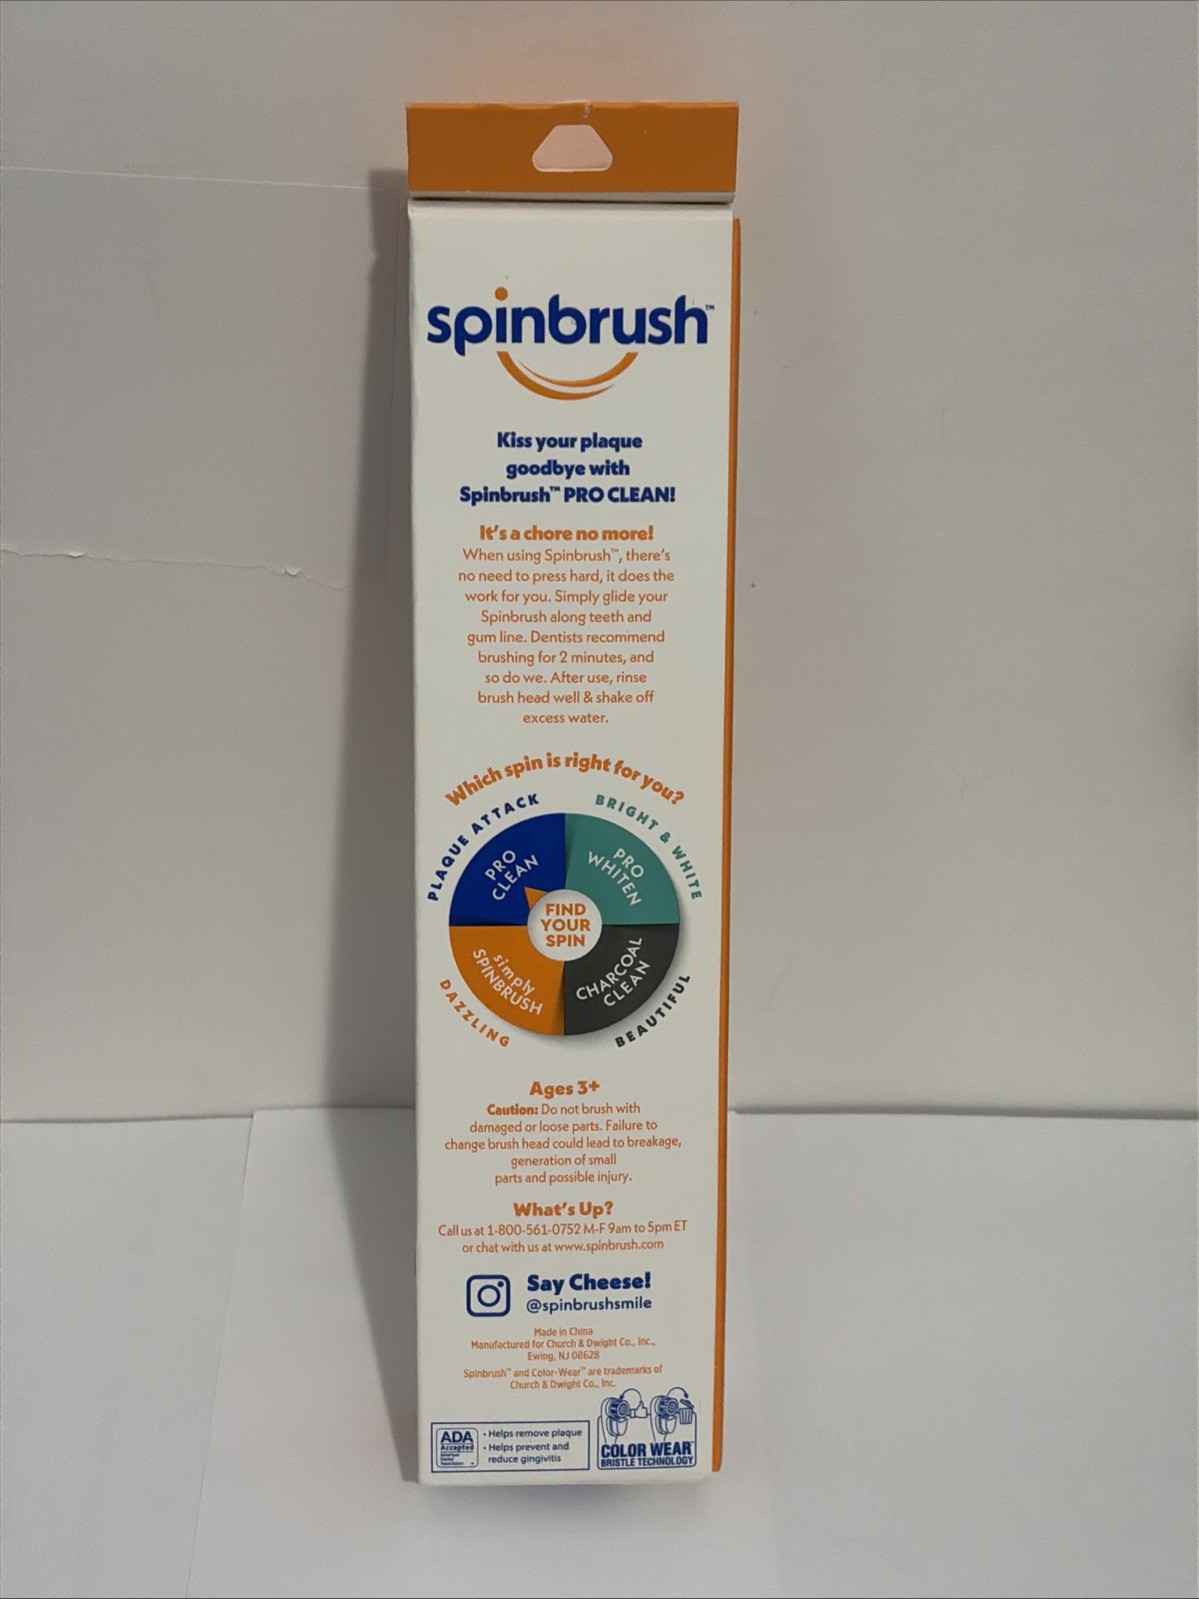 spinbrush™
Kiss your plaque
goodbye with
Spinbrush™ PRO CLEAN!
It's a chore no more!
When using Spinbrush™, there's
no need to press hard, it does the
work for you. Simply glide your
Spinbrush along teeth and
gum line. Dentists recommend
brushing for 2 minutes, and
so do we. After use, rinse
brush head well & shake off
excess water.
Which spin is right for you?
PLAQUE ATTACK
BRIGHT & WHITE
PRO
CLEAN
PRO
WHITEN
FIND
YOUR
SPIN
simply
SPINBRUSH
CHARCOAL
CLEAN
DAZZLING
BEAUTIFUL
Ages 3+
Caution: Do not brush with
damaged or loose parts. Failure to
change brush head could lead to breakage,
generation of small
parts and possible injury.
What's Up?
Call us at 1-800-561-0752 M-F 9am to 5pm ET
or chat with us at www.spinbrush.com
Say Cheese!
@spinbrushsmile
Made in China
Manufactured for Church & Dwight Co., Inc.,
Ewing, NJ 08628
Spinbrush™ and Color-Wear™ are trademarks of
Church & Dwight Co., Inc.
ADA
Accepted
American
Dental
Association
• Helps remove plaque
• Helps prevent and
reduce gingivitis
COLOR WEAR™
BRISTLE TECHNOLOGY